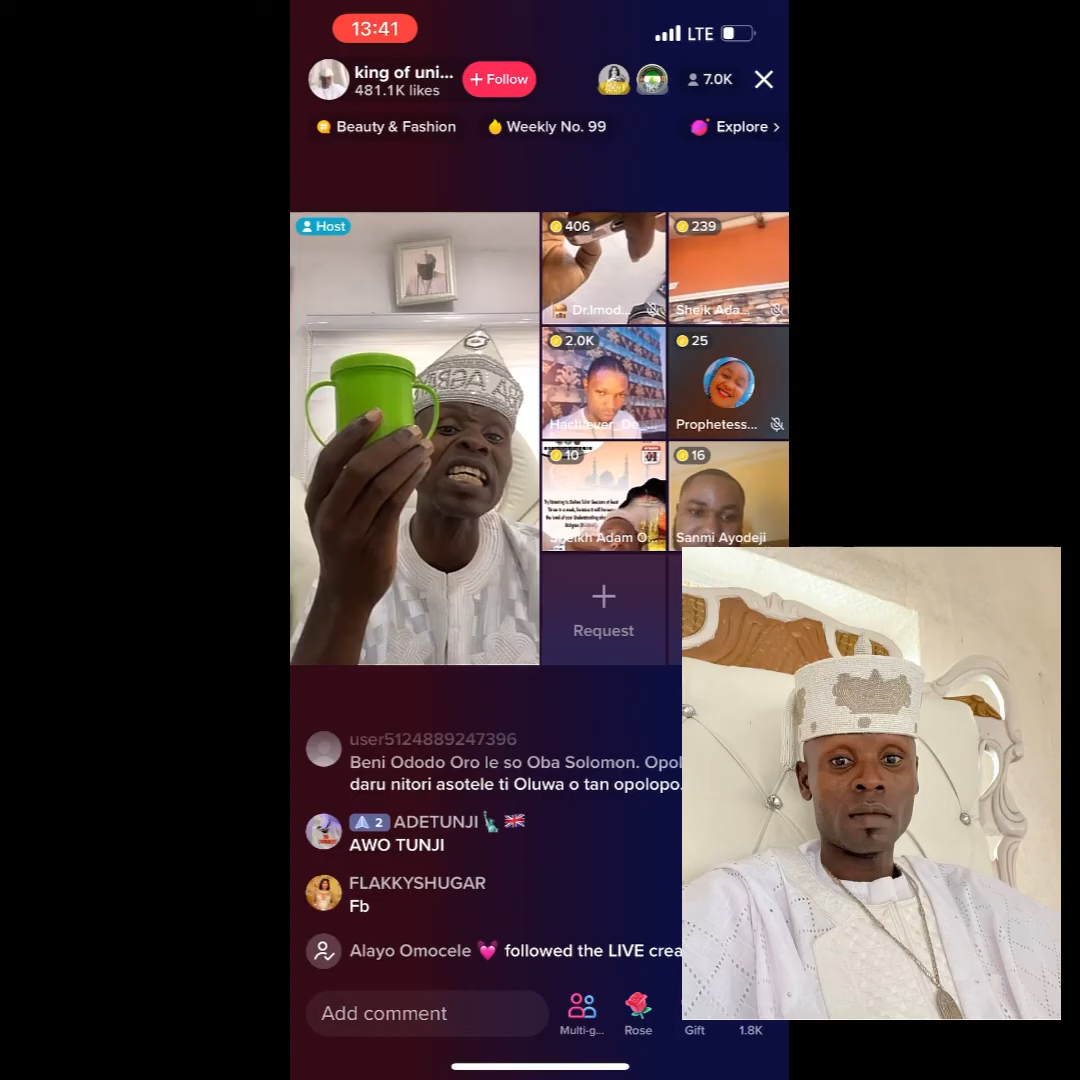 13:41
LTE
king of uni...
481.1K likes
+ Follow
7.0K
Beauty & Fashion
Weekly No. 99
Explore >
Host
406
239
Dr.Imod...
Sheik Ada...
2.0K
25
Prophetess...
10
16
Sheikh Adam O...
Sanmi Ayodeji
Request
user5124889247396
Beni Ododo Oro le so Oba Solomon. Opol
daru nitori asotele ti Oluwa o tan opolopo.
2 ADETUNJI
AWO TUNJI
FLAKKYSHUGAR
Fb
Alayo Omocele 💓 followed the LIVE crea
Add comment
Multi-g...
Rose
Gift
1.8K